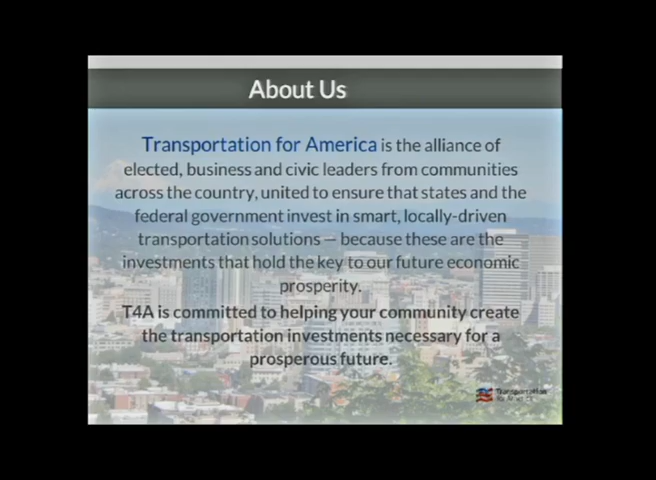 About Us
Transportation for America is the alliance of
elected, business and civic leaders from communities
across the country, united to ensure that states and the
federal government invest in smart, locally-driven
transportation solutions — because these are the
investments that hold the key to our future economic
prosperity.
T4A is committed to helping your community create
the transportation investments necessary for a
prosperous future.
Transportation
for America